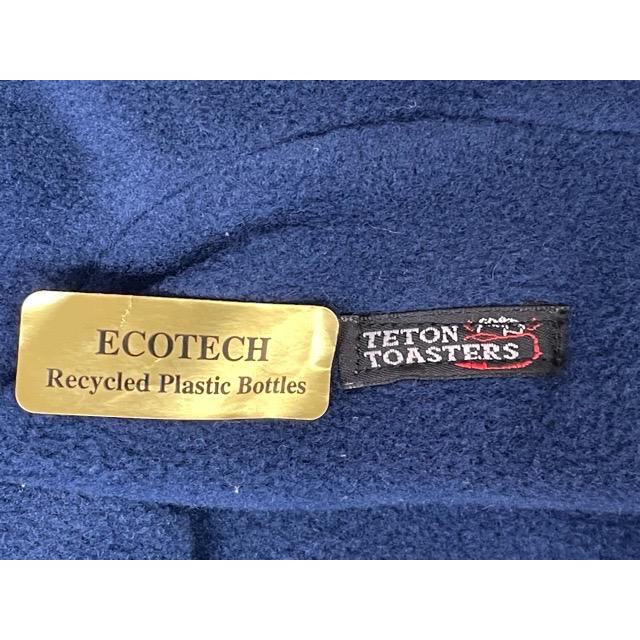 ECOTECH
Recycled Plastic Bottles
TETON
TOASTERS